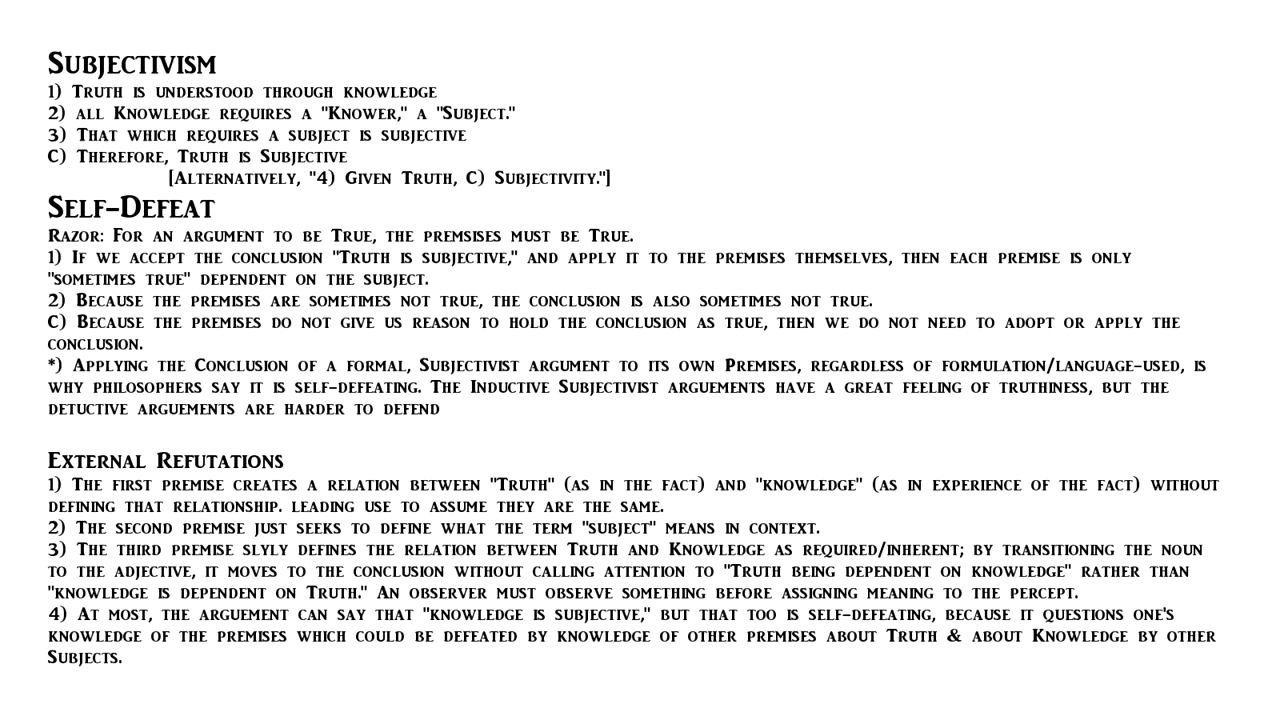 Subjectivism
1) Truth is understood through knowledge
2) all Knowledge requires a "Knower," a "Subject."
3) That which requires a subject is subjective
C) Therefore, Truth is Subjective
[Alternatively, "4) Given Truth, C) Subjectivity."]
Self-Defeat
Razor: For an argument to be True, the premsises must be True.
1) If we accept the conclusion "Truth is subjective," and apply it to the premises themselves, then each premise is only
"sometimes true" dependent on the subject.
2) Because the premises are sometimes not true, the conclusion is also sometimes not true.
C) Because the premises do not give us reason to hold the conclusion as true, then we do not need to adopt or apply the
conclusion.
*) Applying the Conclusion of a formal, Subjectivist argument to its own Premises, regardless of formulation/language-used, is
why philosophers say it is self-defeating. The Inductive Subjectivist arguements have a great feeling of truthiness, but the
detuctive arguements are harder to defend
External Refutations
1) The first premise creates a relation between "Truth" (as in the fact) and "knowledge" (as in experience of the fact) without
defining that relationship. leading use to assume they are the same.
2) The second premise just seeks to define what the term "subject" means in context.
3) The third premise slyly defines the relation between Truth and Knowledge as required/inherent; by transitioning the noun
to the adjective, it moves to the conclusion without calling attention to "Truth being dependent on knowledge" rather than
"knowledge is dependent on Truth." An observer must observe something before assigning meaning to the percept.
4) At most, the arguement can say that "knowledge is subjective," but that too is self-defeating, because it questions one's
knowledge of the premises which could be defeated by knowledge of other premises about Truth & about Knowledge by other
Subjects.